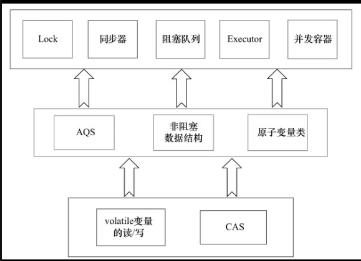 Lock
同步器
阻塞队列
Executor
并发容器
AQS
非阻塞
数据结构
原子变量类
volatile变量
的读/写
CAS